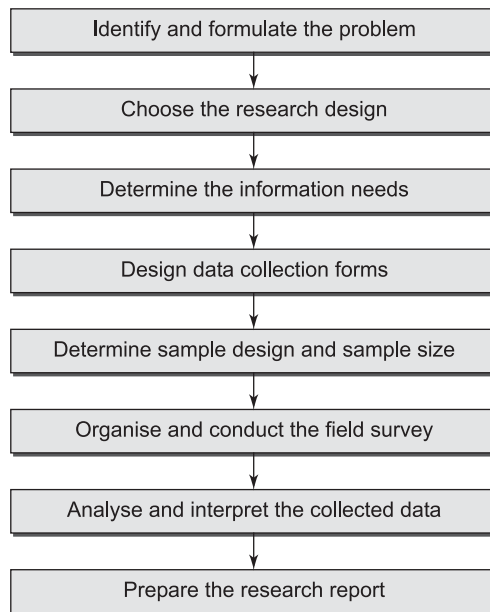 Identify and formulate the problem
Choose the research design
Determine the information needs
Design data collection forms
Determine sample design and sample size
Organise and conduct the field survey
Analyse and interpret the collected data
Prepare the research report